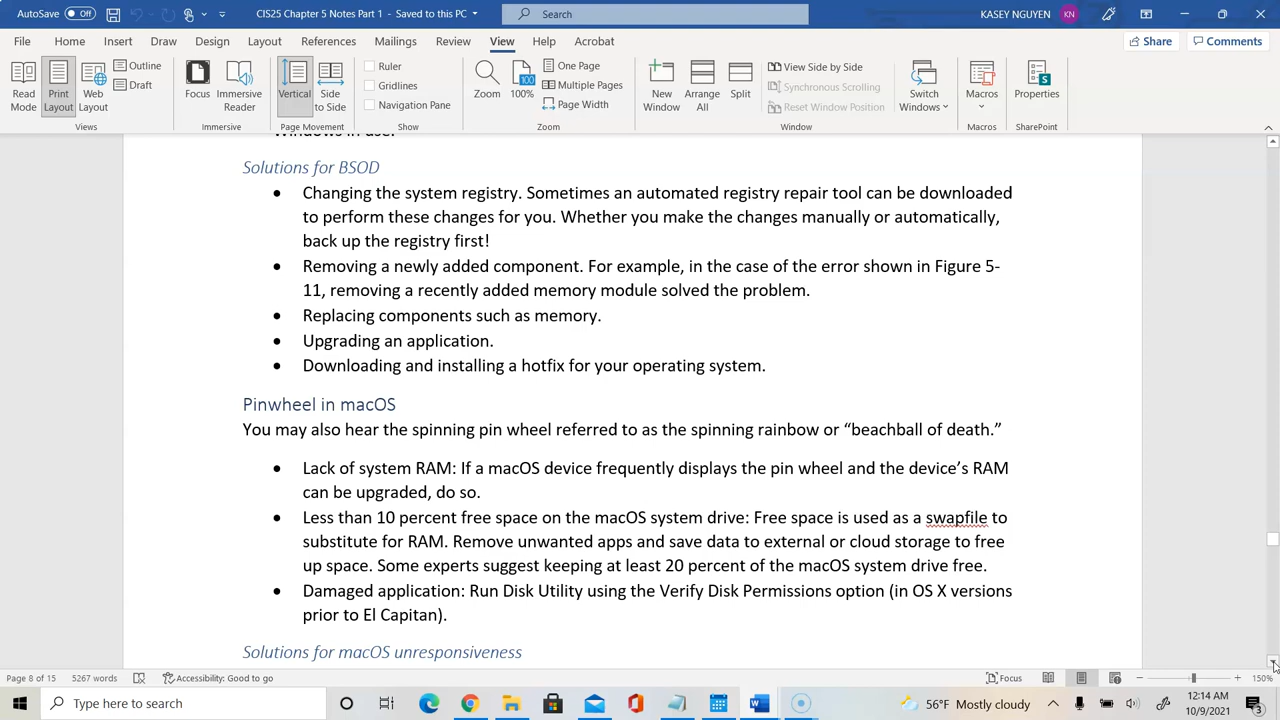 AutoSave Off CIS25 Chapter 5 Part 1 - Saved to this PC Search KASEY NGUYEN KN
File Home Insert Draw Design Layout References Mailings Review View Help Acrobat Share Comments
Read Mode
Print Layout
Web Layout
Outline
Draft
Views
Focus
Immersive Reader
Immersive
Vertical
Side to Side
Page Movement
Ruler
Gridlines
Navigation Pane
Show
Zoom
100
100%
One Page
Multiple Pages
Page Width
Zoom
New Window
Arrange All
Split
View Side by Side
Synchronous Scrolling
Reset Window Position
Switch Windows
Window
Macros
Macros
Properties
SharePoint
Windows in use.
Solutions for BSOD
• Changing the system registry. Sometimes an automated registry repair tool can be downloaded
to perform these changes for you. Whether you make the changes manually or automatically,
back up the registry first!
• Removing a newly added component. For example, in the case of the error shown in Figure 5-
11, removing a recently added memory module solved the problem.
• Replacing components such as memory.
• Upgrading an application.
• Downloading and installing a hotfix for your operating system.
Pinwheel in macOS
You may also hear the spinning pin wheel referred to as the spinning rainbow or “beachball of death.”
• Lack of system RAM: If a macOS device frequently displays the pin wheel and the device’s RAM
can be upgraded, do so.
• Less than 10 percent free space on the macOS system drive: Free space is used as a swapfile to
substitute for RAM. Remove unwanted apps and save data to external or cloud storage to free
up space. Some experts suggest keeping at least 20 percent of the macOS system drive free.
• Damaged application: Run Disk Utility using the Verify Disk Permissions option (in OS X versions
prior to El Capitan).
Solutions for macOS unresponsiveness
Page 8 of 15 5267 words Accessibility: Good to go Focus 150%
Type here to search 56°F Mostly cloudy 12:14 AM
10/9/2021 3